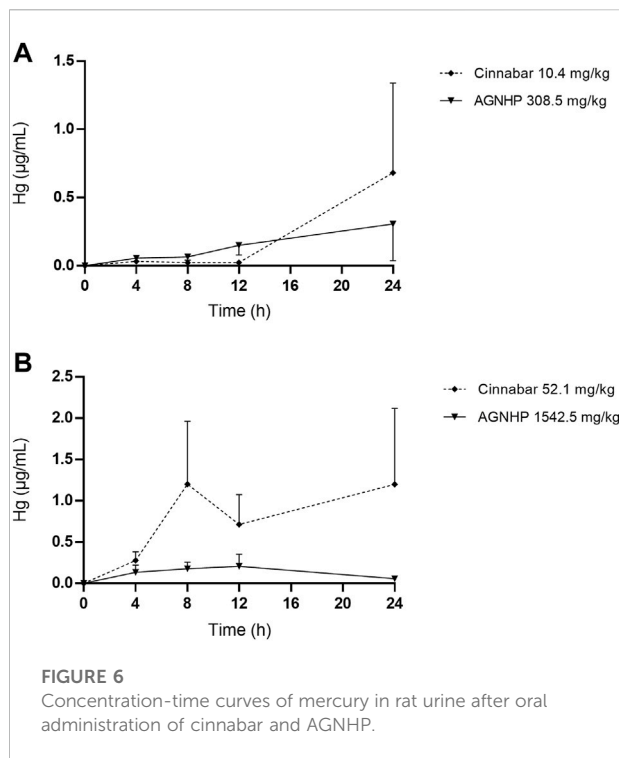 A
Hg (µg/mL)
1.5
1.0
0.5
0.0
0 4 8 12 16 20 24
Time (h)
Cinnabar 10.4 mg/kg
AGNHP 308.5 mg/kg
B
Hg (µg/mL)
2.5
2.0
1.5
1.0
0.5
0.0
0 4 8 12 16 20 24
Time (h)
Cinnabar 52.1 mg/kg
AGNHP 1542.5 mg/kg
FIGURE 6
Concentration-time curves of mercury in rat urine after oral
administration of cinnabar and AGNHP.